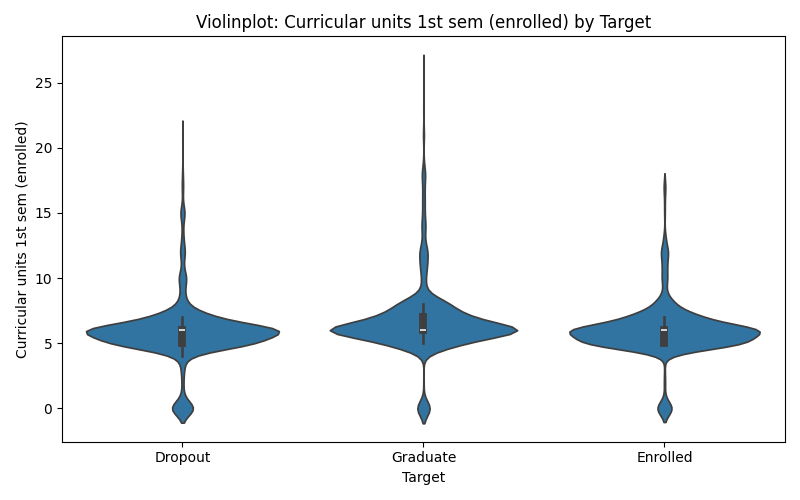 Violinplot: Curricular units 1st sem (enrolled) by Target
Curricular units 1st sem (enrolled)
25
20
15
10
5
0
Dropout
Graduate
Enrolled
Target